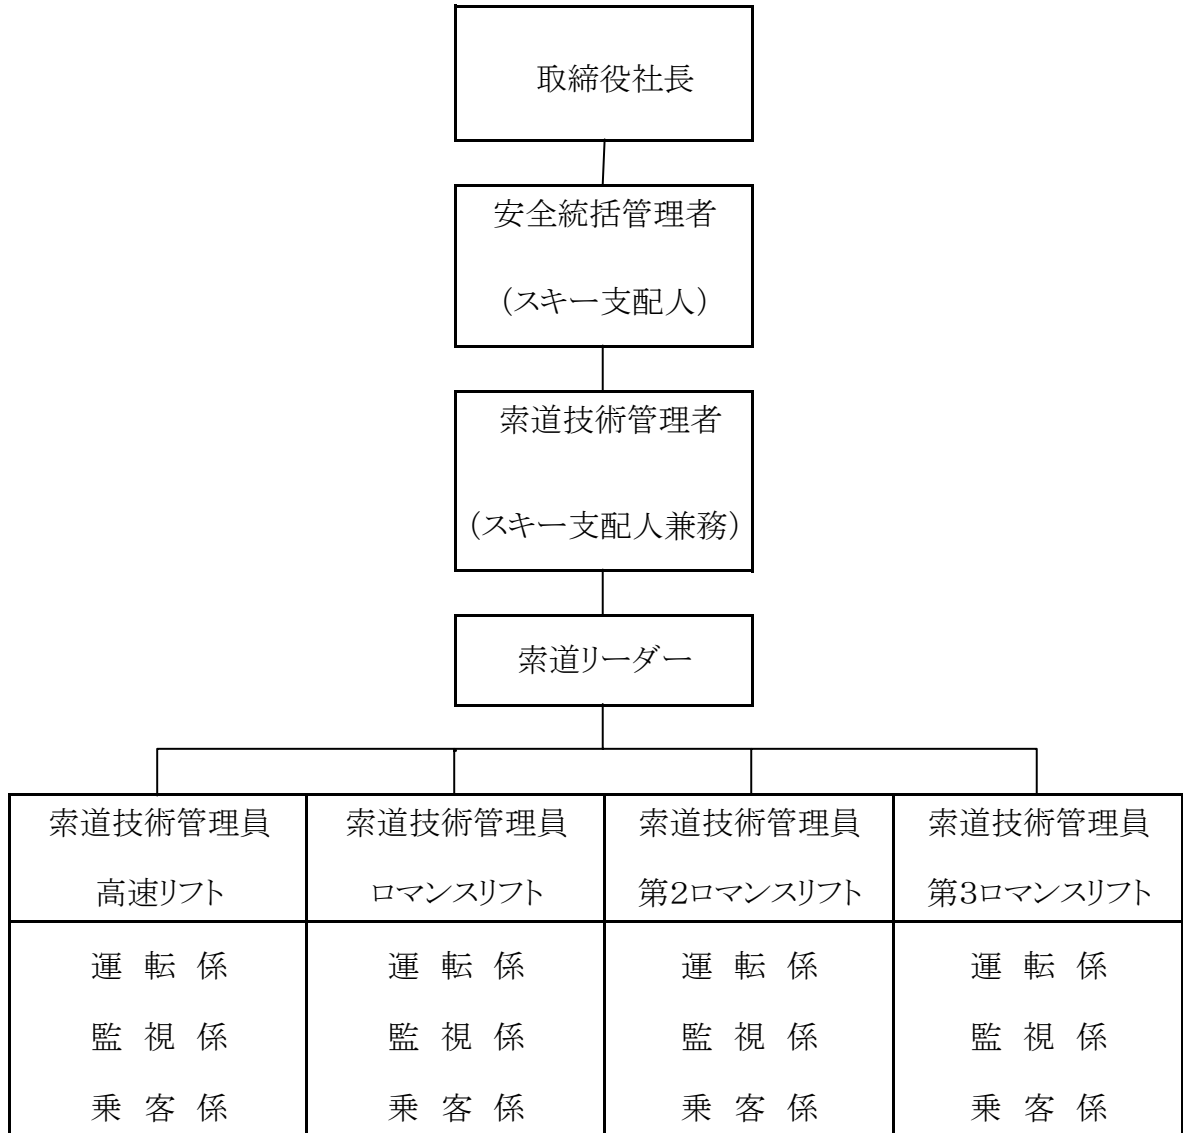 取締役社長
安全統括管理者
（スキー支配人）
索道技術管理者
（スキー支配人兼務）
索道リーダー
索道技術管理員 索道技術管理員 索道技術管理員 索道技術管理員
高速リフト ロマンスリフト 第２ロマンスリフト 第３ロマンスリフト
運 転 係 運 転 係 運 転 係 運 転 係
監 視 係 監 視 係 監 視 係 監 視 係
乗 客 係 乗 客 係 乗 客 係 乗 客 係